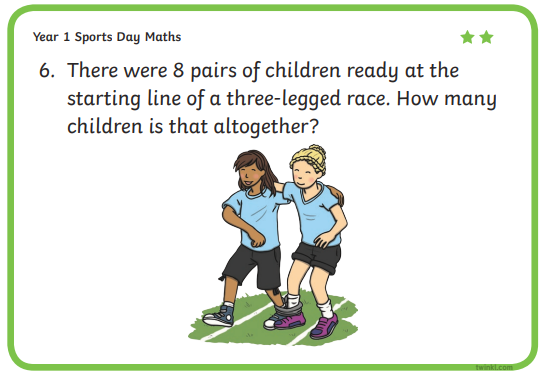 Year 1 Sports Day Maths
6. There were 8 pairs of children ready at the
starting line of a three-legged race. How many
children is that altogether?
twinkl.com